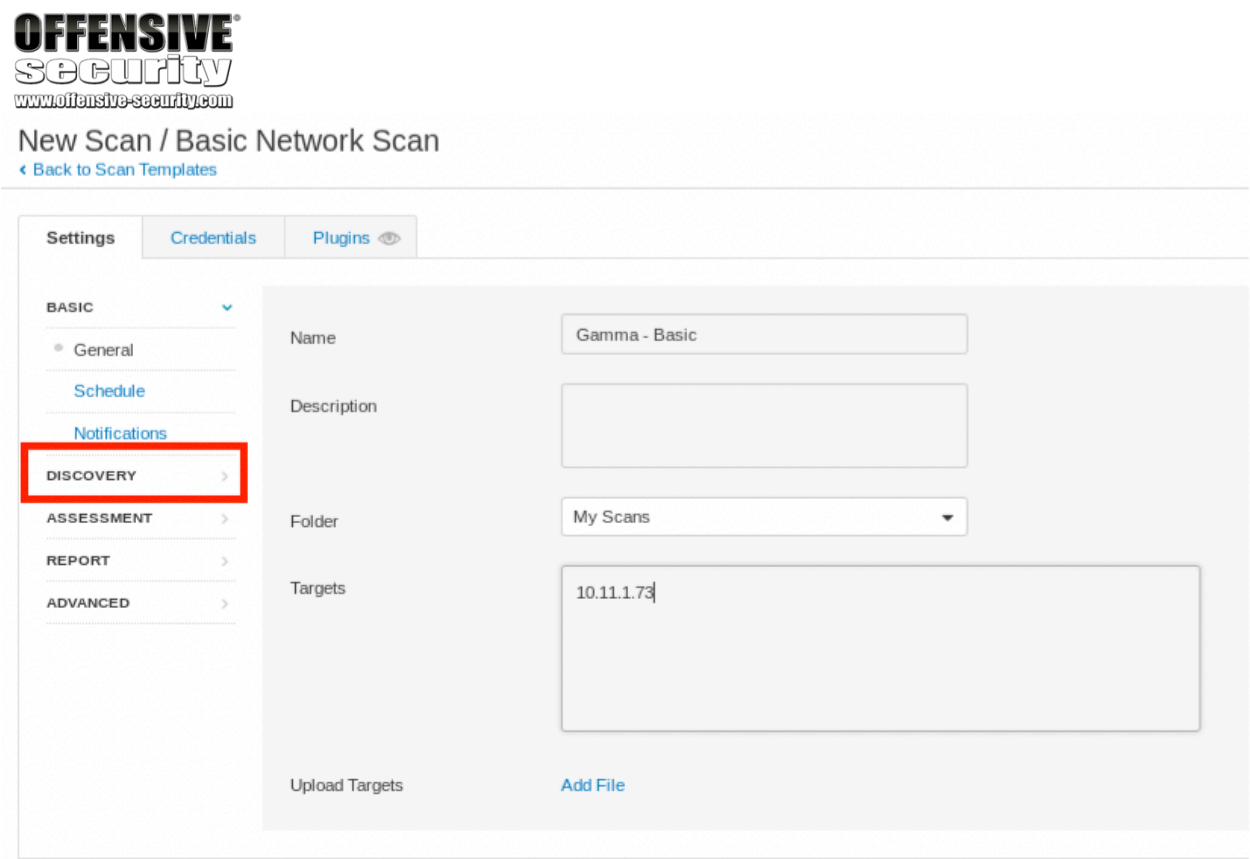 OFFENSIVE®
security
www.offensive-security.com
New Scan / Basic Network Scan
‹ Back to Scan Templates
Settings Credentials Plugins
BASIC
General
Schedule
Notifications
DISCOVERY
ASSESSMENT
REPORT
ADVANCED
Name Gamma - Basic
Description
Folder My Scans
Targets 10.11.1.73
Upload Targets Add File